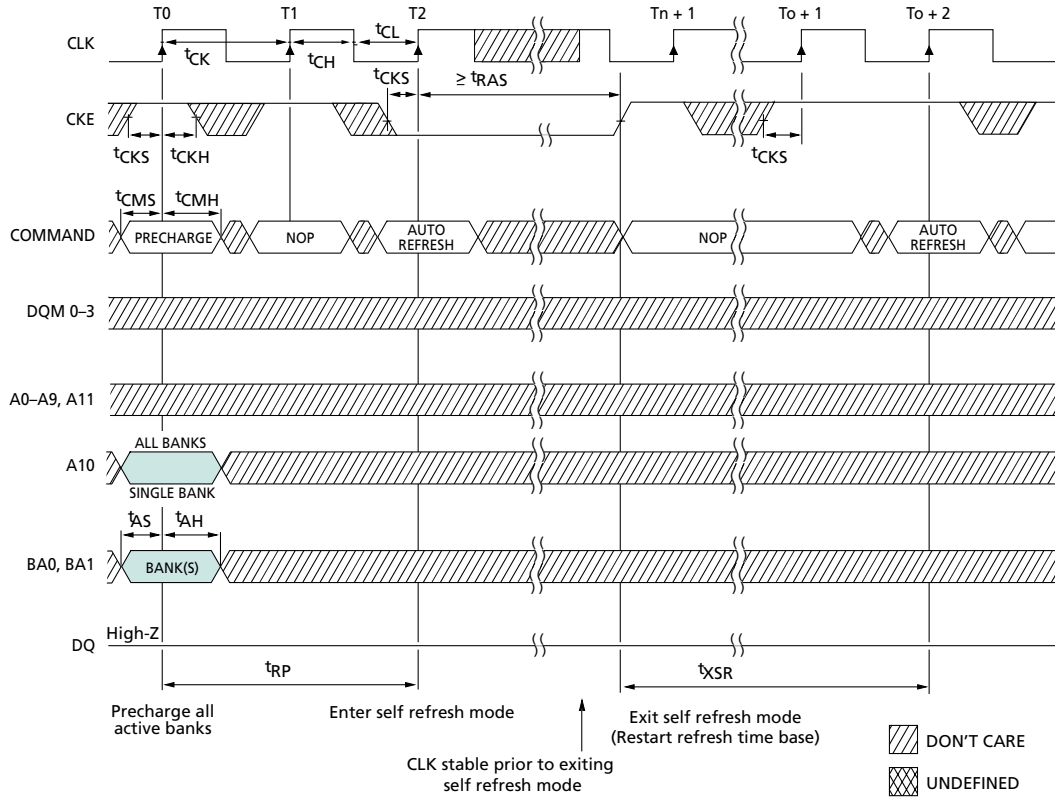 T0 T1 T2 Tn + 1 To + 1 To + 2
CLK
tCK tCH tCL
tCKS ≥ tRAS
CKE
tCKS tCKH tCKS
tCMS tCMH
COMMAND PRECHARGE NOP AUTO REFRESH NOP AUTO REFRESH
DQM 0–3
A0–A9, A11
ALL BANKS
A10
SINGLE BANK
tAS tAH
BA0, BA1 BANK(S)
High-Z
DQ
tRP tXSR
Precharge all
active banks
Enter self refresh mode
CLK stable prior to exiting
self refresh mode
Exit self refresh mode
(Restart refresh time base)
DON'T CARE
UNDEFINED